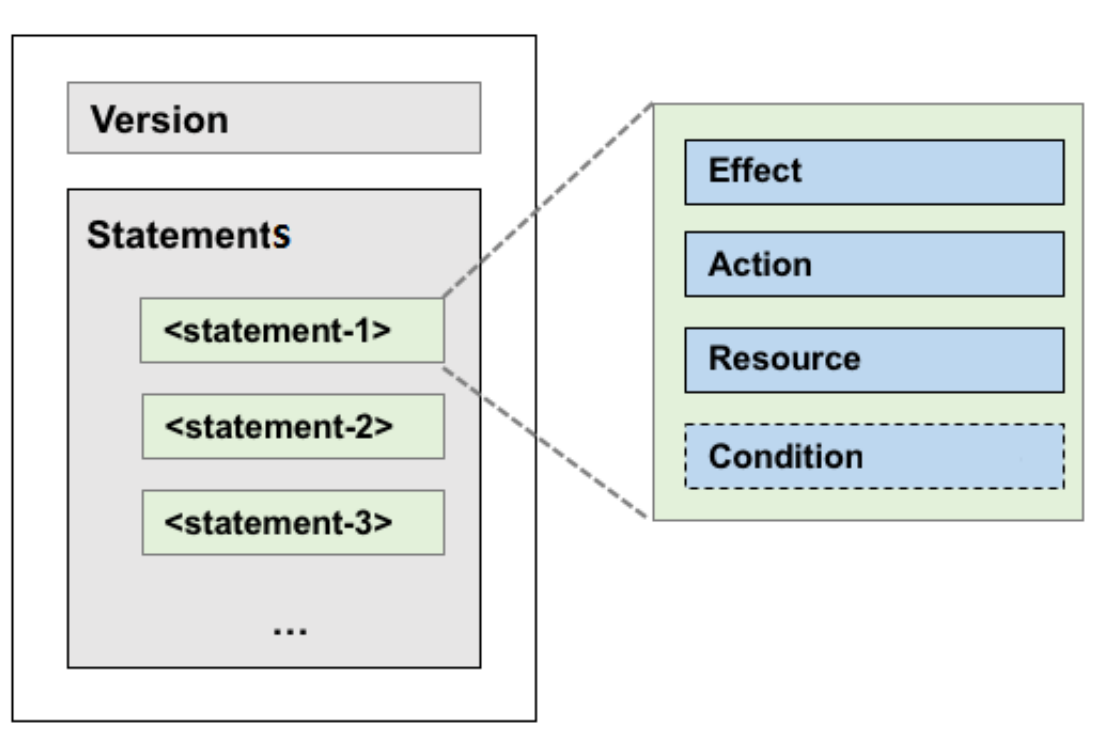 Version
Statements
<statement-1>
<statement-2>
<statement-3>
...
Effect
Action
Resource
Condition